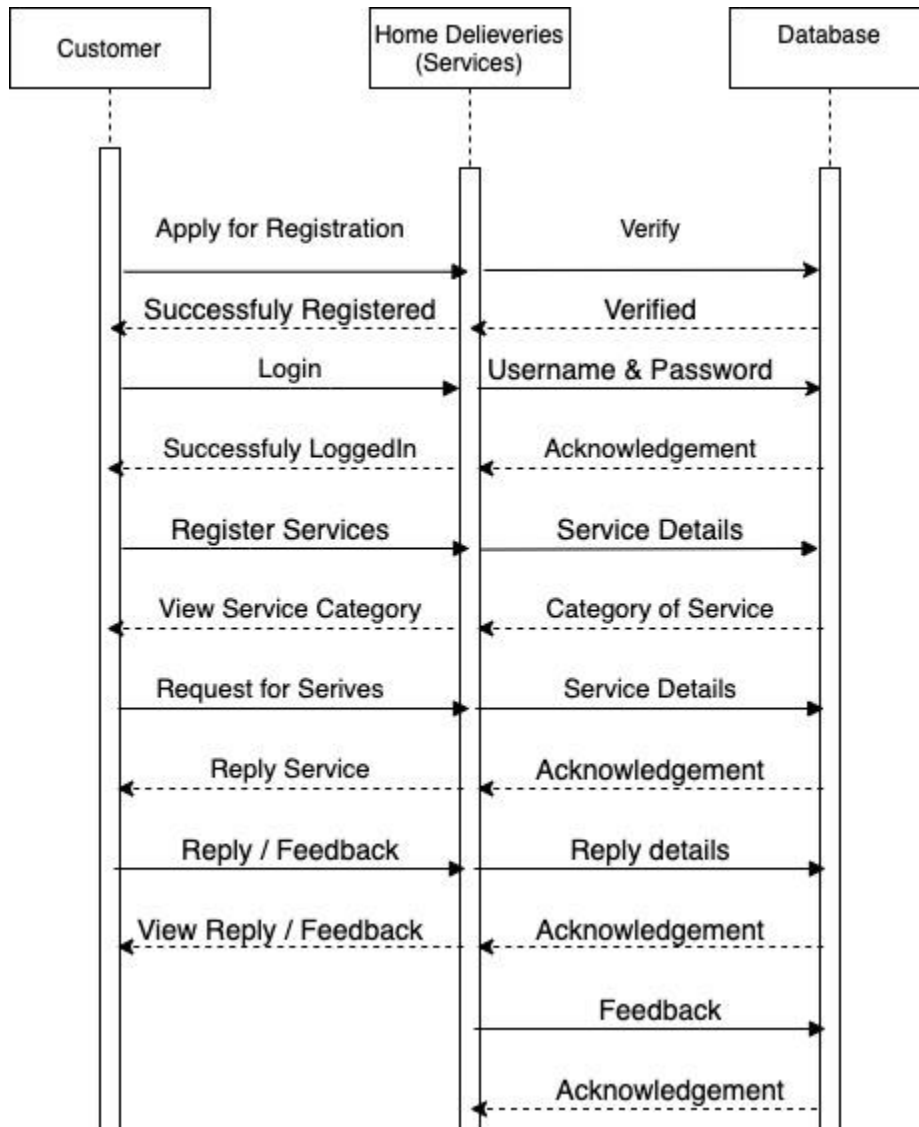 Customer
Home Delieveries
(Services)
Database
Apply for Registration
Verify
Successfuly Registered
Verified
Login
Username & Password
Successfuly LoggedIn
Acknowledgement
Register Services
Service Details
View Service Category
Category of Service
Request for Serives
Service Details
Reply Service
Acknowledgement
Reply / Feedback
Reply details
View Reply / Feedback
Acknowledgement
Feedback
Acknowledgement